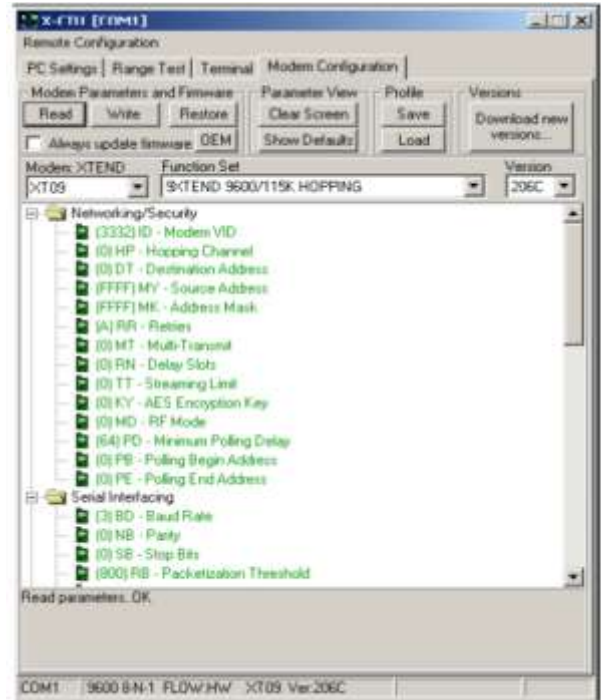 X-CTU [COM1]
Remote Configuration
PC Settings Range Test Terminal Modem Configuration
Modem Parameters and Firmware Parameter View Profile Versions
Read Write Restore Clear Screen Save Download new versions...
Always update firmware OEM Show Defaults Load
Modem: XTEND Function Set Version
XT09 9XTEND 9600/115K HOPPING 206C
Networking/Security
(3332) ID - Modem VID
(0) HP - Hopping Channel
(0) DT - Destination Address
(FFFF) MY - Source Address
(FFFF) MK - Address Mask
(A) RR - Retries
(0) MT - Multi-Transmit
(0) RN - Delay Slots
(0) TT - Streaming Limit
(0) KY - AES Encryption Key
(0) MD - RF Mode
(64) PD - Minimum Polling Delay
(0) PB - Polling Begin Address
(0) PE - Polling End Address
Serial Interfacing
(3) BD - Baud Rate
(0) NB - Parity
(0) SB - Stop Bits
(800) RB - Packetization Threshold
Read parameters..OK
COM1 9600 8-N-1 FLOW:HW XT09 Ver:206C